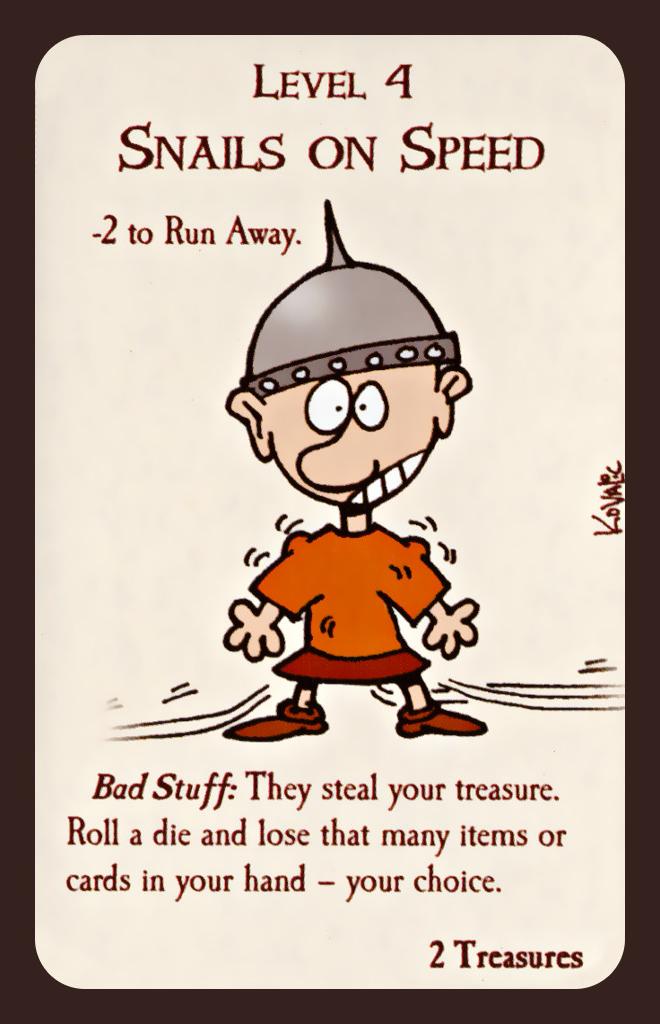 Level 4
Snails on Speed
-2 to Run Away.
Kovalic
Bad Stuff: They steal your treasure.
Roll a die and lose that many items or
cards in your hand – your choice.
2 Treasures